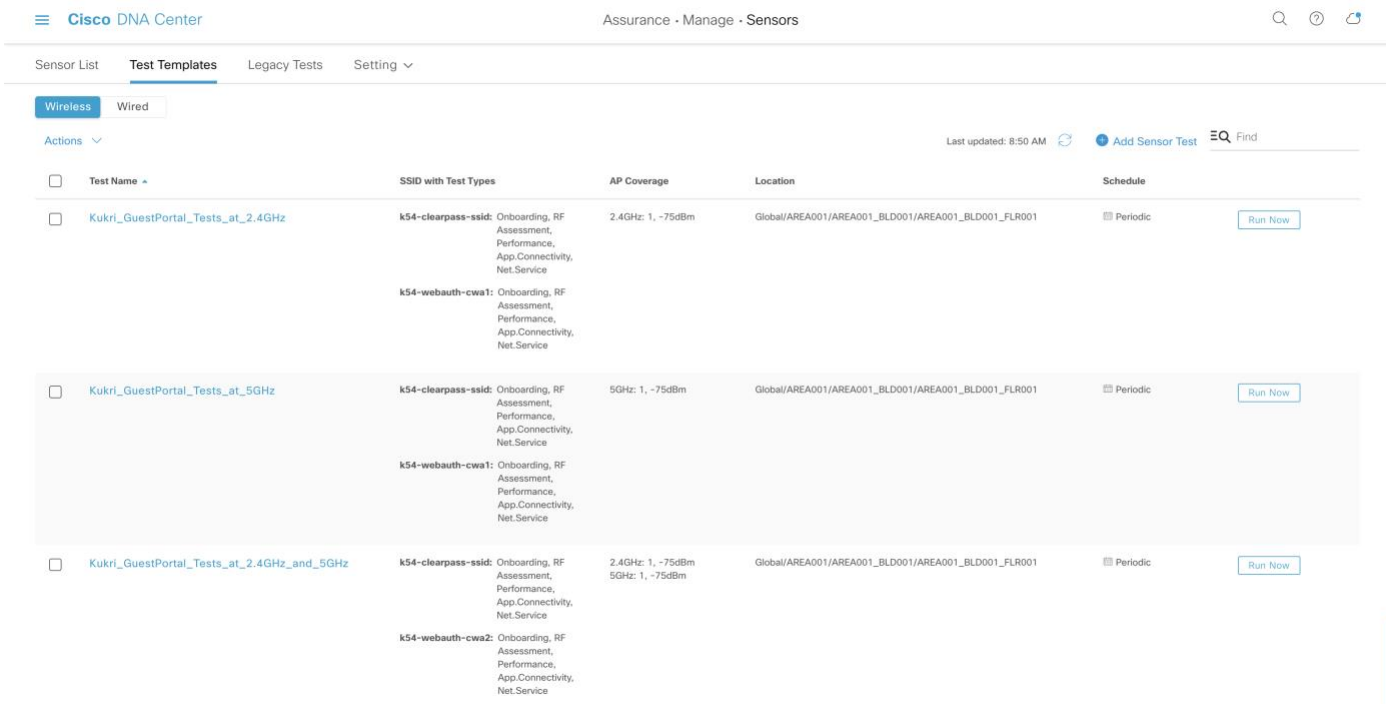 Cisco DNA Center
Assurance · Manage · Sensors
Sensor List Test Templates Legacy Tests Setting
Wireless Wired
Actions
Last updated: 8:50 AM
Add Sensor Test
Find
Test Name SSID with Test Types AP Coverage Location Schedule
Kukri_GuestPortal_Tests_at_2.4GHz k54-clearpass-ssid: Onboarding, RF 2.4GHz: 1, -75dBm Global/AREA001/AREA001_BLD001/AREA001_BLD001_FLR001 Periodic Run Now
Assessment,
Performance,
App.Connectivity,
Net.Service
k54-webauth-cwa1: Onboarding, RF
Assessment,
Performance,
App.Connectivity,
Net.Service
Kukri_GuestPortal_Tests_at_5GHz k54-clearpass-ssid: Onboarding, RF 5GHz: 1, -75dBm Global/AREA001/AREA001_BLD001/AREA001_BLD001_FLR001 Periodic Run Now
Assessment,
Performance,
App.Connectivity,
Net.Service
k54-webauth-cwa1: Onboarding, RF
Assessment,
Performance,
App.Connectivity,
Net.Service
Kukri_GuestPortal_Tests_at_2.4GHz_and_5GHz k54-clearpass-ssid: Onboarding, RF 2.4GHz: 1, -75dBm Global/AREA001/AREA001_BLD001/AREA001_BLD001_FLR001 Periodic Run Now
Assessment, 5GHz: 1, -75dBm
Performance,
App.Connectivity,
Net.Service
k54-webauth-cwa2: Onboarding, RF
Assessment,
Performance,
App.Connectivity,
Net.Service